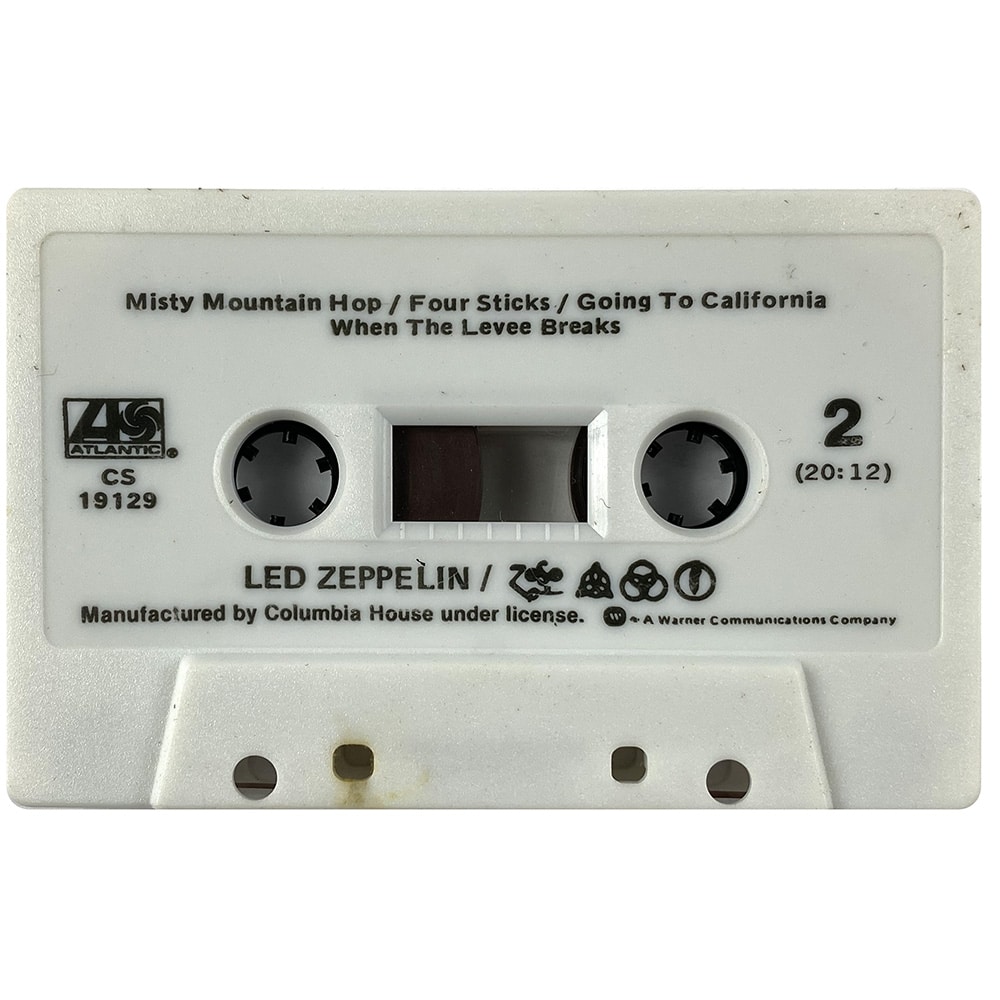 Misty Mountain Hop / Four Sticks / Going To California
When The Levee Breaks
ATLANTIC®
CS
19129
2
(20:12)
LED ZEPPELIN /
Manufactured by Columbia House under license. W ~ A Warner Communications Company